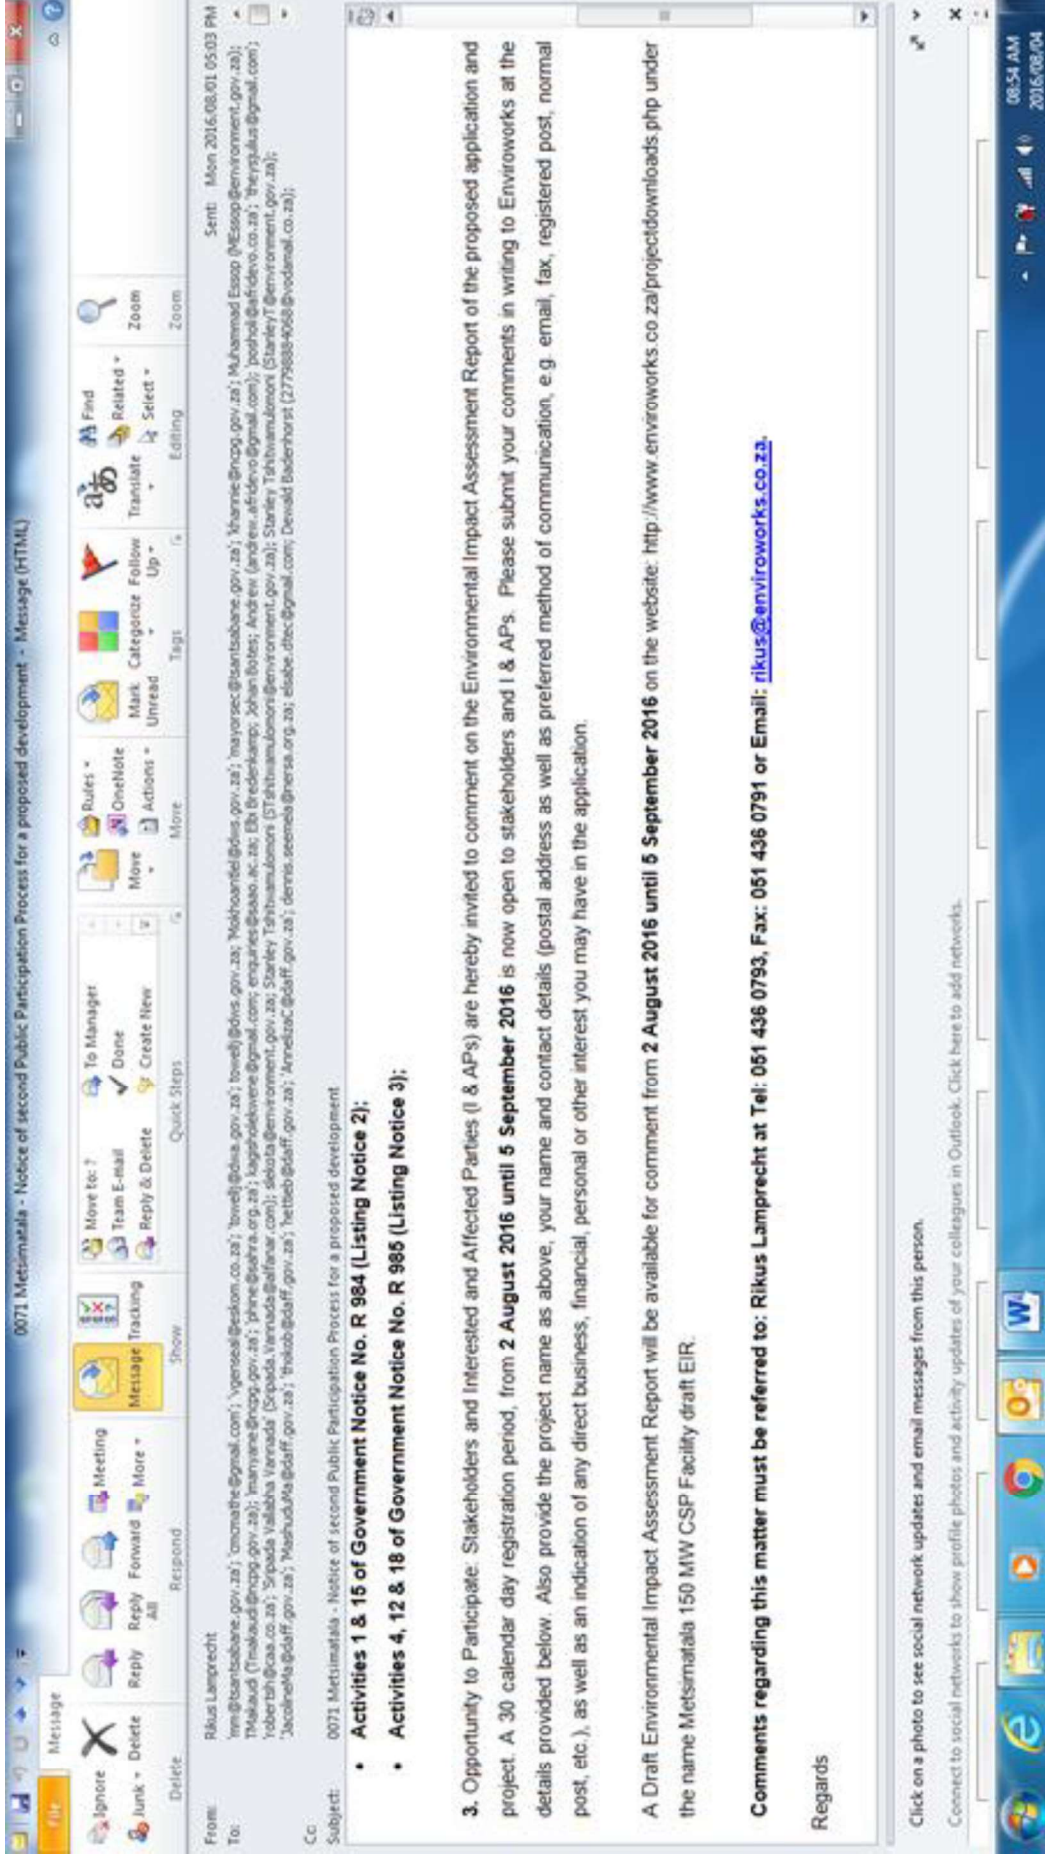 0071 Metsimatala - Notice of second Public Participation Process for a proposed development - Message (HTML)
File Message
Ignore
Junk Delete
Delete
Reply Reply All Forward
Meeting
More
Respond
Message Tracking
Show
Move to: ?
Team E-mail
Reply & Delete
To Manager
Done
Create New
Quick Steps
Move
Rules
OneNote
Actions
Move
Mark Unread Categorize Follow Up
Tags
Translate
Find
Related
Select
Editing
Zoom
Zoom
From: Rikus Lamprecht
Sent: Mon 2016/08/01 05:03 PM
To:
Cc:
Subject: 0071 Metsimatala - Notice of second Public Participation Process for a proposed development
• Activities 1 & 15 of Government Notice No. R 984 (Listing Notice 2);
• Activities 4, 12 & 18 of Government Notice No. R 985 (Listing Notice 3);
3. Opportunity to Participate: Stakeholders and Interested and Affected Parties (I & APs) are hereby invited to comment on the Environmental Impact Assessment Report of the proposed application and
project. A 30 calendar day registration period, from 2 August 2016 until 5 September 2016 is now open to stakeholders and I & APs. Please submit your comments in writing to Enviroworks at the
details provided below. Also provide the project name as above, your name and contact details (postal address as well as preferred method of communication, e.g. email, fax, registered post, normal
post, etc.), as well as an indication of any direct business, financial, personal or other interest you may have in the application.
A Draft Environmental Impact Assessment Report will be available for comment from 2 August 2016 until 5 September 2016 on the website: http://www.enviroworks.co.za/projectdownloads.php under
the name Metsimatala 150 MW CSP Facility draft EIR.
Comments regarding this matter must be referred to: Rikus Lamprecht at Tel: 051 436 0793, Fax: 051 436 0791 or Email: rikus@enviroworks.co.za.
Regards
Click on a photo to see social network updates and email messages from this person.
Connect to social networks to show profile photos and activity updates of your colleagues in Outlook. Click here to add networks.
08:54 AM
2016/08/04